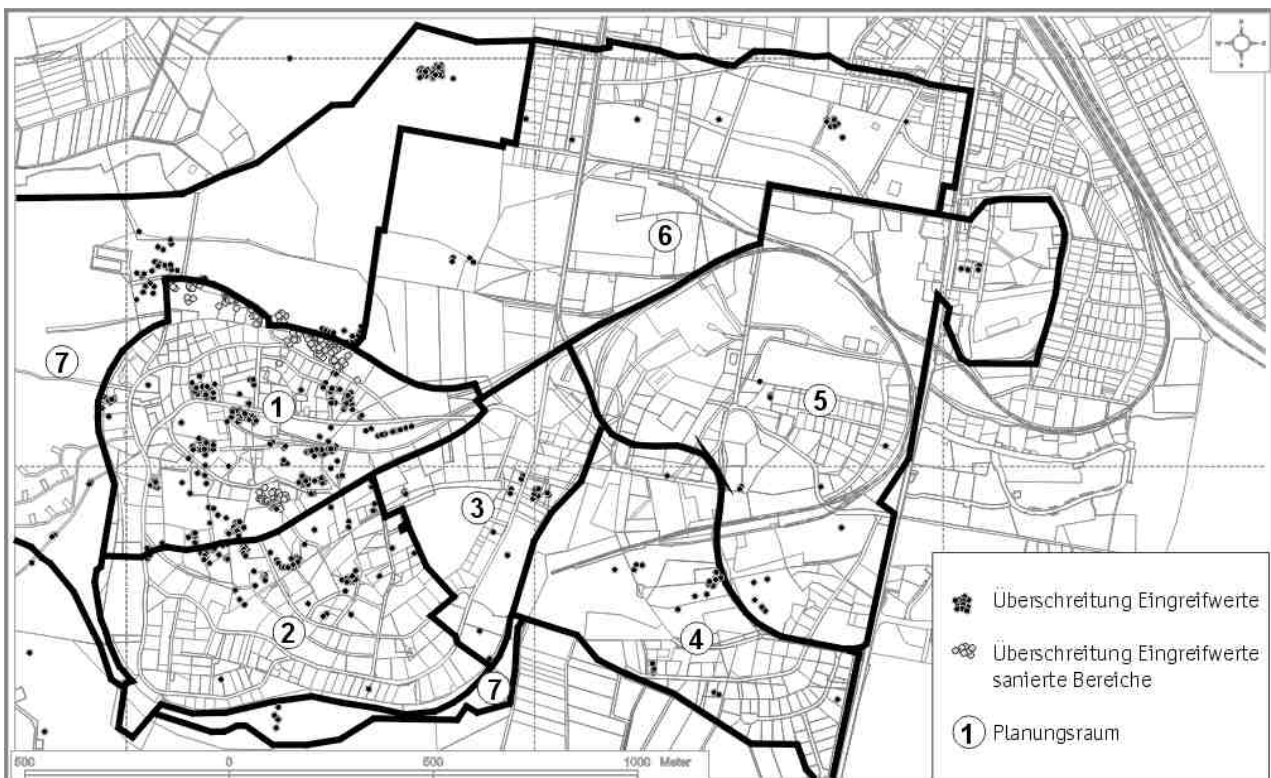 6
7
1
5
3
2
4
7
Überschreitung Eingreifwerte
Überschreitung Eingreifwerte
sanierte Bereiche
1 Planungsraum
500 0 500 1000 Meter